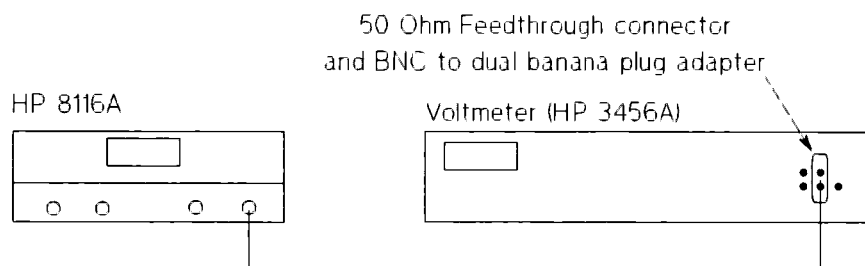 50 Ohm Feedthrough connector
and BNC to dual banana plug adapter
HP 8116A
Voltmeter (HP 3456A)